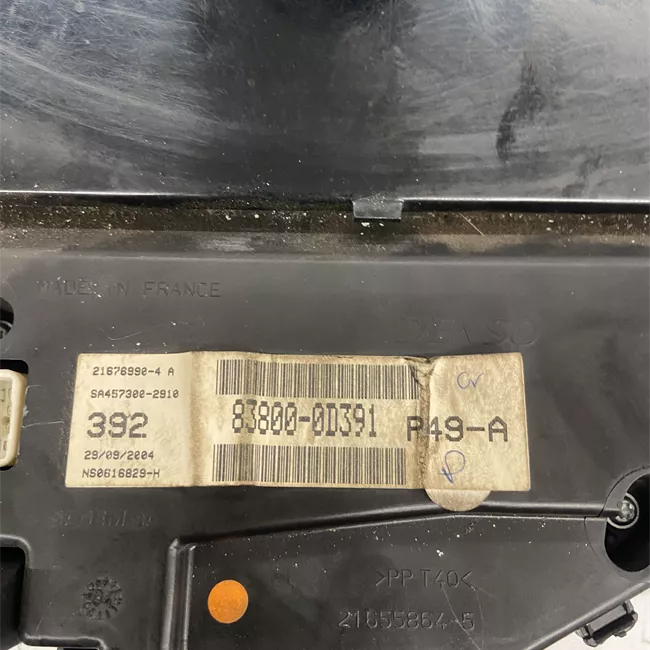 MADE IN FRANCE
DENSO
21676990-4 A
SA457300-2910
392
29/09/2004
NS0616829-H
83800-0D391
P49-A
>PP T40<
21655864-5